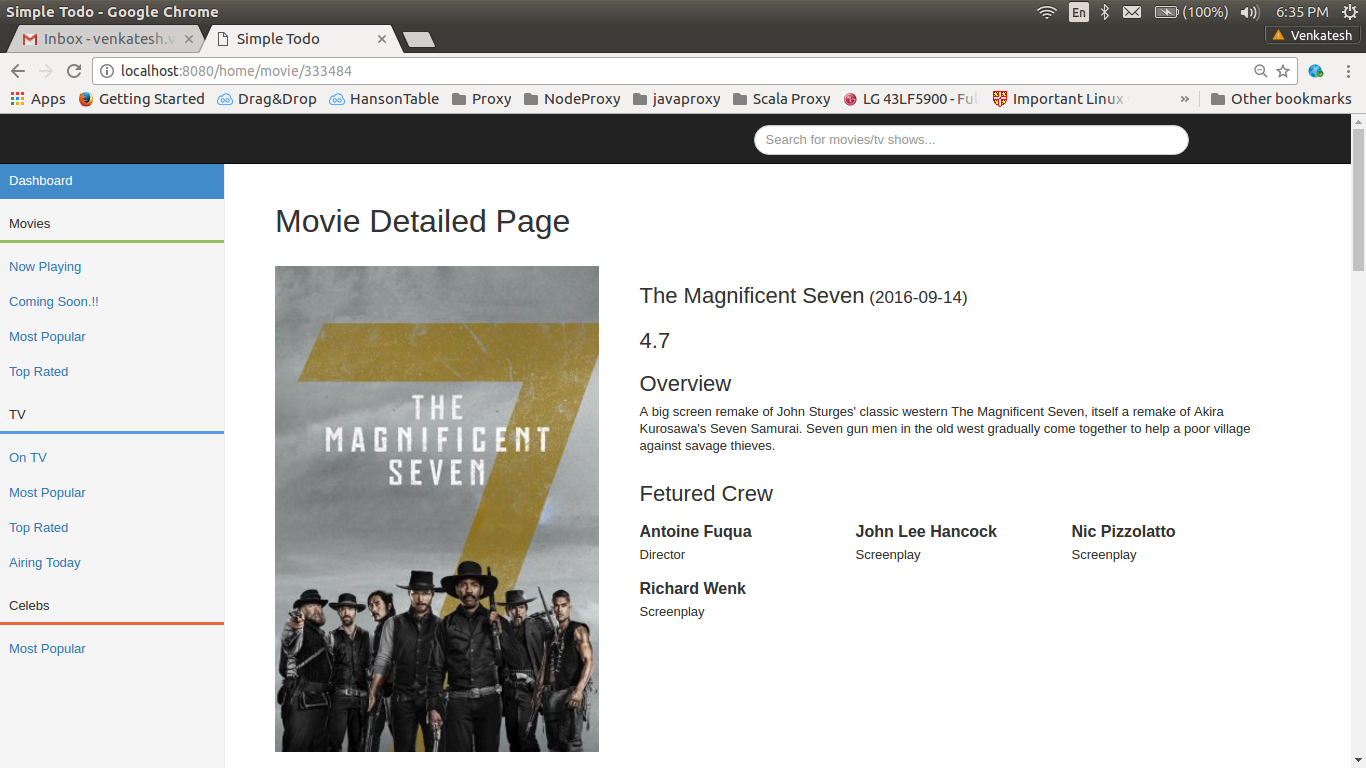 Simple Todo - Google Chrome
En
(100%)
6:35 PM
Inbox - venkatesh.v
Simple Todo
Venkatesh
localhost:8080/home/movie/333484
Apps
Getting Started
Drag&Drop
HansonTable
Proxy
NodeProxy
javaproxy
Scala Proxy
LG 43LF5900 - Ful
Important Linux
»
Other bookmarks
Search for movies/tv shows...
Dashboard
Movies
Now Playing
Coming Soon.!!
Most Popular
Top Rated
TV
On TV
Most Popular
Top Rated
Airing Today
Celebs
Most Popular
Movie Detailed Page
7
THE
MAGNIFICENT
SEVEN
The Magnificent Seven (2016-09-14)
4.7
Overview
A big screen remake of John Sturges' classic western The Magnificent Seven, itself a remake of Akira
Kurosawa's Seven Samurai. Seven gun men in the old west gradually come together to help a poor village
against savage thieves.
Fetured Crew
Antoine Fuqua
Director
John Lee Hancock
Screenplay
Nic Pizzolatto
Screenplay
Richard Wenk
Screenplay